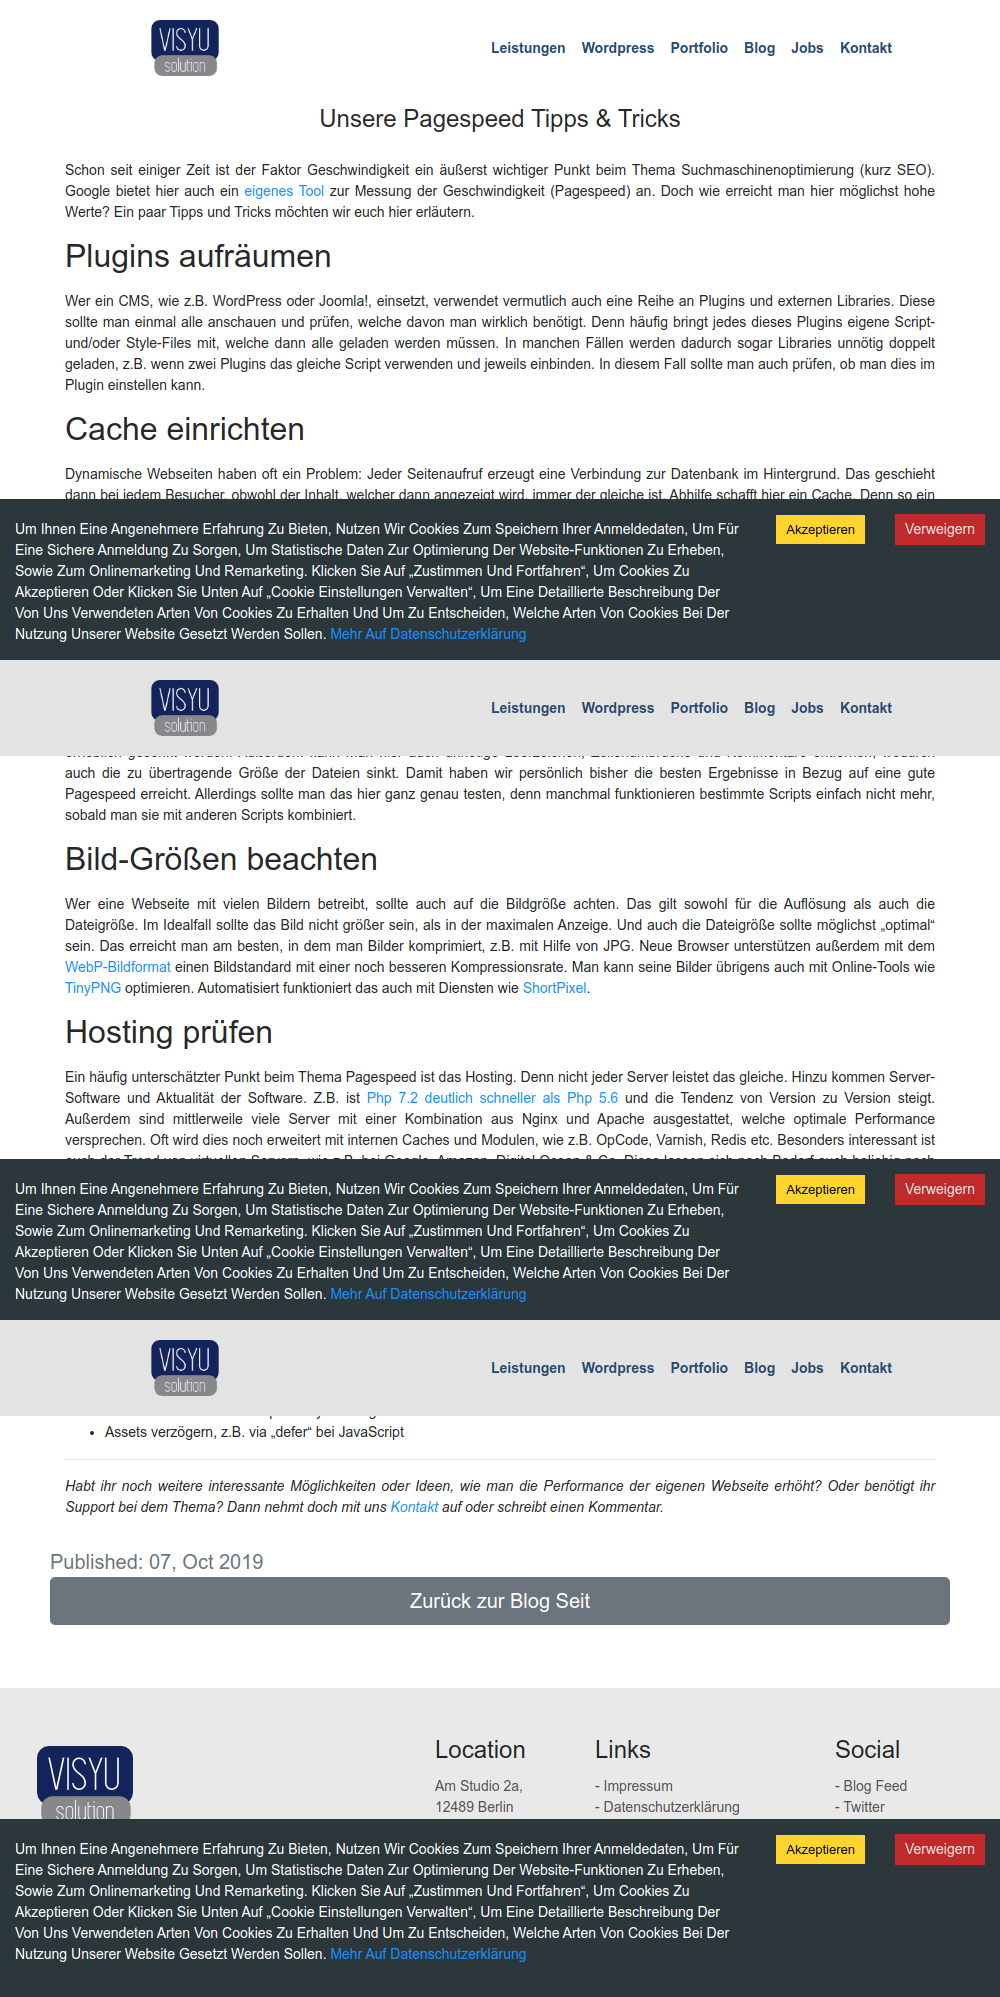 VISYU
solution
Leistungen Wordpress Portfolio Blog Jobs Kontakt
Unsere Pagespeed Tipps & Tricks
Schon seit einiger Zeit ist der Faktor Geschwindigkeit ein äußerst wichtiger Punkt beim Thema Suchmaschinenoptimierung (kurz SEO).
Google bietet hier auch ein eigenes Tool zur Messung der Geschwindigkeit (Pagespeed) an. Doch wie erreicht man hier möglichst hohe
Werte? Ein paar Tipps und Tricks möchten wir euch hier erläutern.
Plugins aufräumen
Wer ein CMS, wie z.B. WordPress oder Joomla!, einsetzt, verwendet vermutlich auch eine Reihe an Plugins und externen Libraries. Diese
sollte man einmal alle anschauen und prüfen, welche davon man wirklich benötigt. Denn häufig bringt jedes dieses Plugins eigene Script-
und/oder Style-Files mit, welche dann alle geladen werden müssen. In manchen Fällen werden dadurch sogar Libraries unnötig doppelt
geladen, z.B. wenn zwei Plugins das gleiche Script verwenden und jeweils einbinden. In diesem Fall sollte man auch prüfen, ob man dies im
Plugin einstellen kann.
Cache einrichten
Dynamische Webseiten haben oft ein Problem: Jeder Seitenaufruf erzeugt eine Verbindung zur Datenbank im Hintergrund. Das geschieht
dann bei jedem Besucher, obwohl der Inhalt, welcher dann angezeigt wird, immer der gleiche ist. Abhilfe schafft hier ein Cache. Denn so ein
Um Ihnen Eine Angenehmere Erfahrung Zu Bieten, Nutzen Wir Cookies Zum Speichern Ihrer Anmeldedaten, Um Für
Eine Sichere Anmeldung Zu Sorgen, Um Statistische Daten Zur Optimierung Der Website-Funktionen Zu Erheben,
Sowie Zum Onlinemarketing Und Remarketing. Klicken Sie Auf „Zustimmen Und Fortfahren“, Um Cookies Zu
Akzeptieren Oder Klicken Sie Unten Auf „Cookie Einstellungen Verwalten“, Um Eine Detaillierte Beschreibung Der
Von Uns Verwendeten Arten Von Cookies Zu Erhalten Und Um Zu Entscheiden, Welche Arten Von Cookies Bei Der
Nutzung Unserer Website Gesetzt Werden Sollen. Mehr Auf Datenschutzerklärung
Akzeptieren Verweigern
VISYU
solution
Leistungen Wordpress Portfolio Blog Jobs Kontakt
auch die zu übertragende Größe der Dateien sinkt. Damit haben wir persönlich bisher die besten Ergebnisse in Bezug auf eine gute
Pagespeed erreicht. Allerdings sollte man das hier ganz genau testen, denn manchmal funktionieren bestimmte Scripts einfach nicht mehr,
sobald man sie mit anderen Scripts kombiniert.
Bild-Größen beachten
Wer eine Webseite mit vielen Bildern betreibt, sollte auch auf die Bildgröße achten. Das gilt sowohl für die Auflösung als auch die
Dateigröße. Im Idealfall sollte das Bild nicht größer sein, als in der maximalen Anzeige. Und auch die Dateigröße sollte möglichst „optimal“
sein. Das erreicht man am besten, in dem man Bilder komprimiert, z.B. mit Hilfe von JPG. Neue Browser unterstützen außerdem mit dem
WebP-Bildformat einen Bildstandard mit einer noch besseren Kompressionsrate. Man kann seine Bilder übrigens auch mit Online-Tools wie
TinyPNG optimieren. Automatisiert funktioniert das auch mit Diensten wie ShortPixel.
Hosting prüfen
Ein häufig unterschätzter Punkt beim Thema Pagespeed ist das Hosting. Denn nicht jeder Server leistet das gleiche. Hinzu kommen Server-
Software und Aktualität der Software. Z.B. ist Php 7.2 deutlich schneller als Php 5.6 und die Tendenz von Version zu Version steigt.
Außerdem sind mittlerweile viele Server mit einer Kombination aus Nginx und Apache ausgestattet, welche optimale Performance
versprechen. Oft wird dies noch erweitert mit internen Caches und Modulen, wie z.B. OpCode, Varnish, Redis etc. Besonders interessant ist
Um Ihnen Eine Angenehmere Erfahrung Zu Bieten, Nutzen Wir Cookies Zum Speichern Ihrer Anmeldedaten, Um Für
Eine Sichere Anmeldung Zu Sorgen, Um Statistische Daten Zur Optimierung Der Website-Funktionen Zu Erheben,
Sowie Zum Onlinemarketing Und Remarketing. Klicken Sie Auf „Zustimmen Und Fortfahren“, Um Cookies Zu
Akzeptieren Oder Klicken Sie Unten Auf „Cookie Einstellungen Verwalten“, Um Eine Detaillierte Beschreibung Der
Von Uns Verwendeten Arten Von Cookies Zu Erhalten Und Um Zu Entscheiden, Welche Arten Von Cookies Bei Der
Nutzung Unserer Website Gesetzt Werden Sollen. Mehr Auf Datenschutzerklärung
Akzeptieren Verweigern
VISYU
solution
Leistungen Wordpress Portfolio Blog Jobs Kontakt
• Assets verzögern, z.B. via „defer“ bei JavaScript
Habt ihr noch weitere interessante Möglichkeiten oder Ideen, wie man die Performance der eigenen Webseite erhöht? Oder benötigt ihr
Support bei dem Thema? Dann nehmt doch mit uns Kontakt auf oder schreibt einen Kommentar.
Published: 07, Oct 2019
Zurück zur Blog Seit
VISYU
solution
Location
Am Studio 2a,
12489 Berlin
Links
- Impressum
- Datenschutzerklärung
Social
- Blog Feed
- Twitter
Um Ihnen Eine Angenehmere Erfahrung Zu Bieten, Nutzen Wir Cookies Zum Speichern Ihrer Anmeldedaten, Um Für
Eine Sichere Anmeldung Zu Sorgen, Um Statistische Daten Zur Optimierung Der Website-Funktionen Zu Erheben,
Sowie Zum Onlinemarketing Und Remarketing. Klicken Sie Auf „Zustimmen Und Fortfahren“, Um Cookies Zu
Akzeptieren Oder Klicken Sie Unten Auf „Cookie Einstellungen Verwalten“, Um Eine Detaillierte Beschreibung Der
Von Uns Verwendeten Arten Von Cookies Zu Erhalten Und Um Zu Entscheiden, Welche Arten Von Cookies Bei Der
Nutzung Unserer Website Gesetzt Werden Sollen. Mehr Auf Datenschutzerklärung
Akzeptieren Verweigern